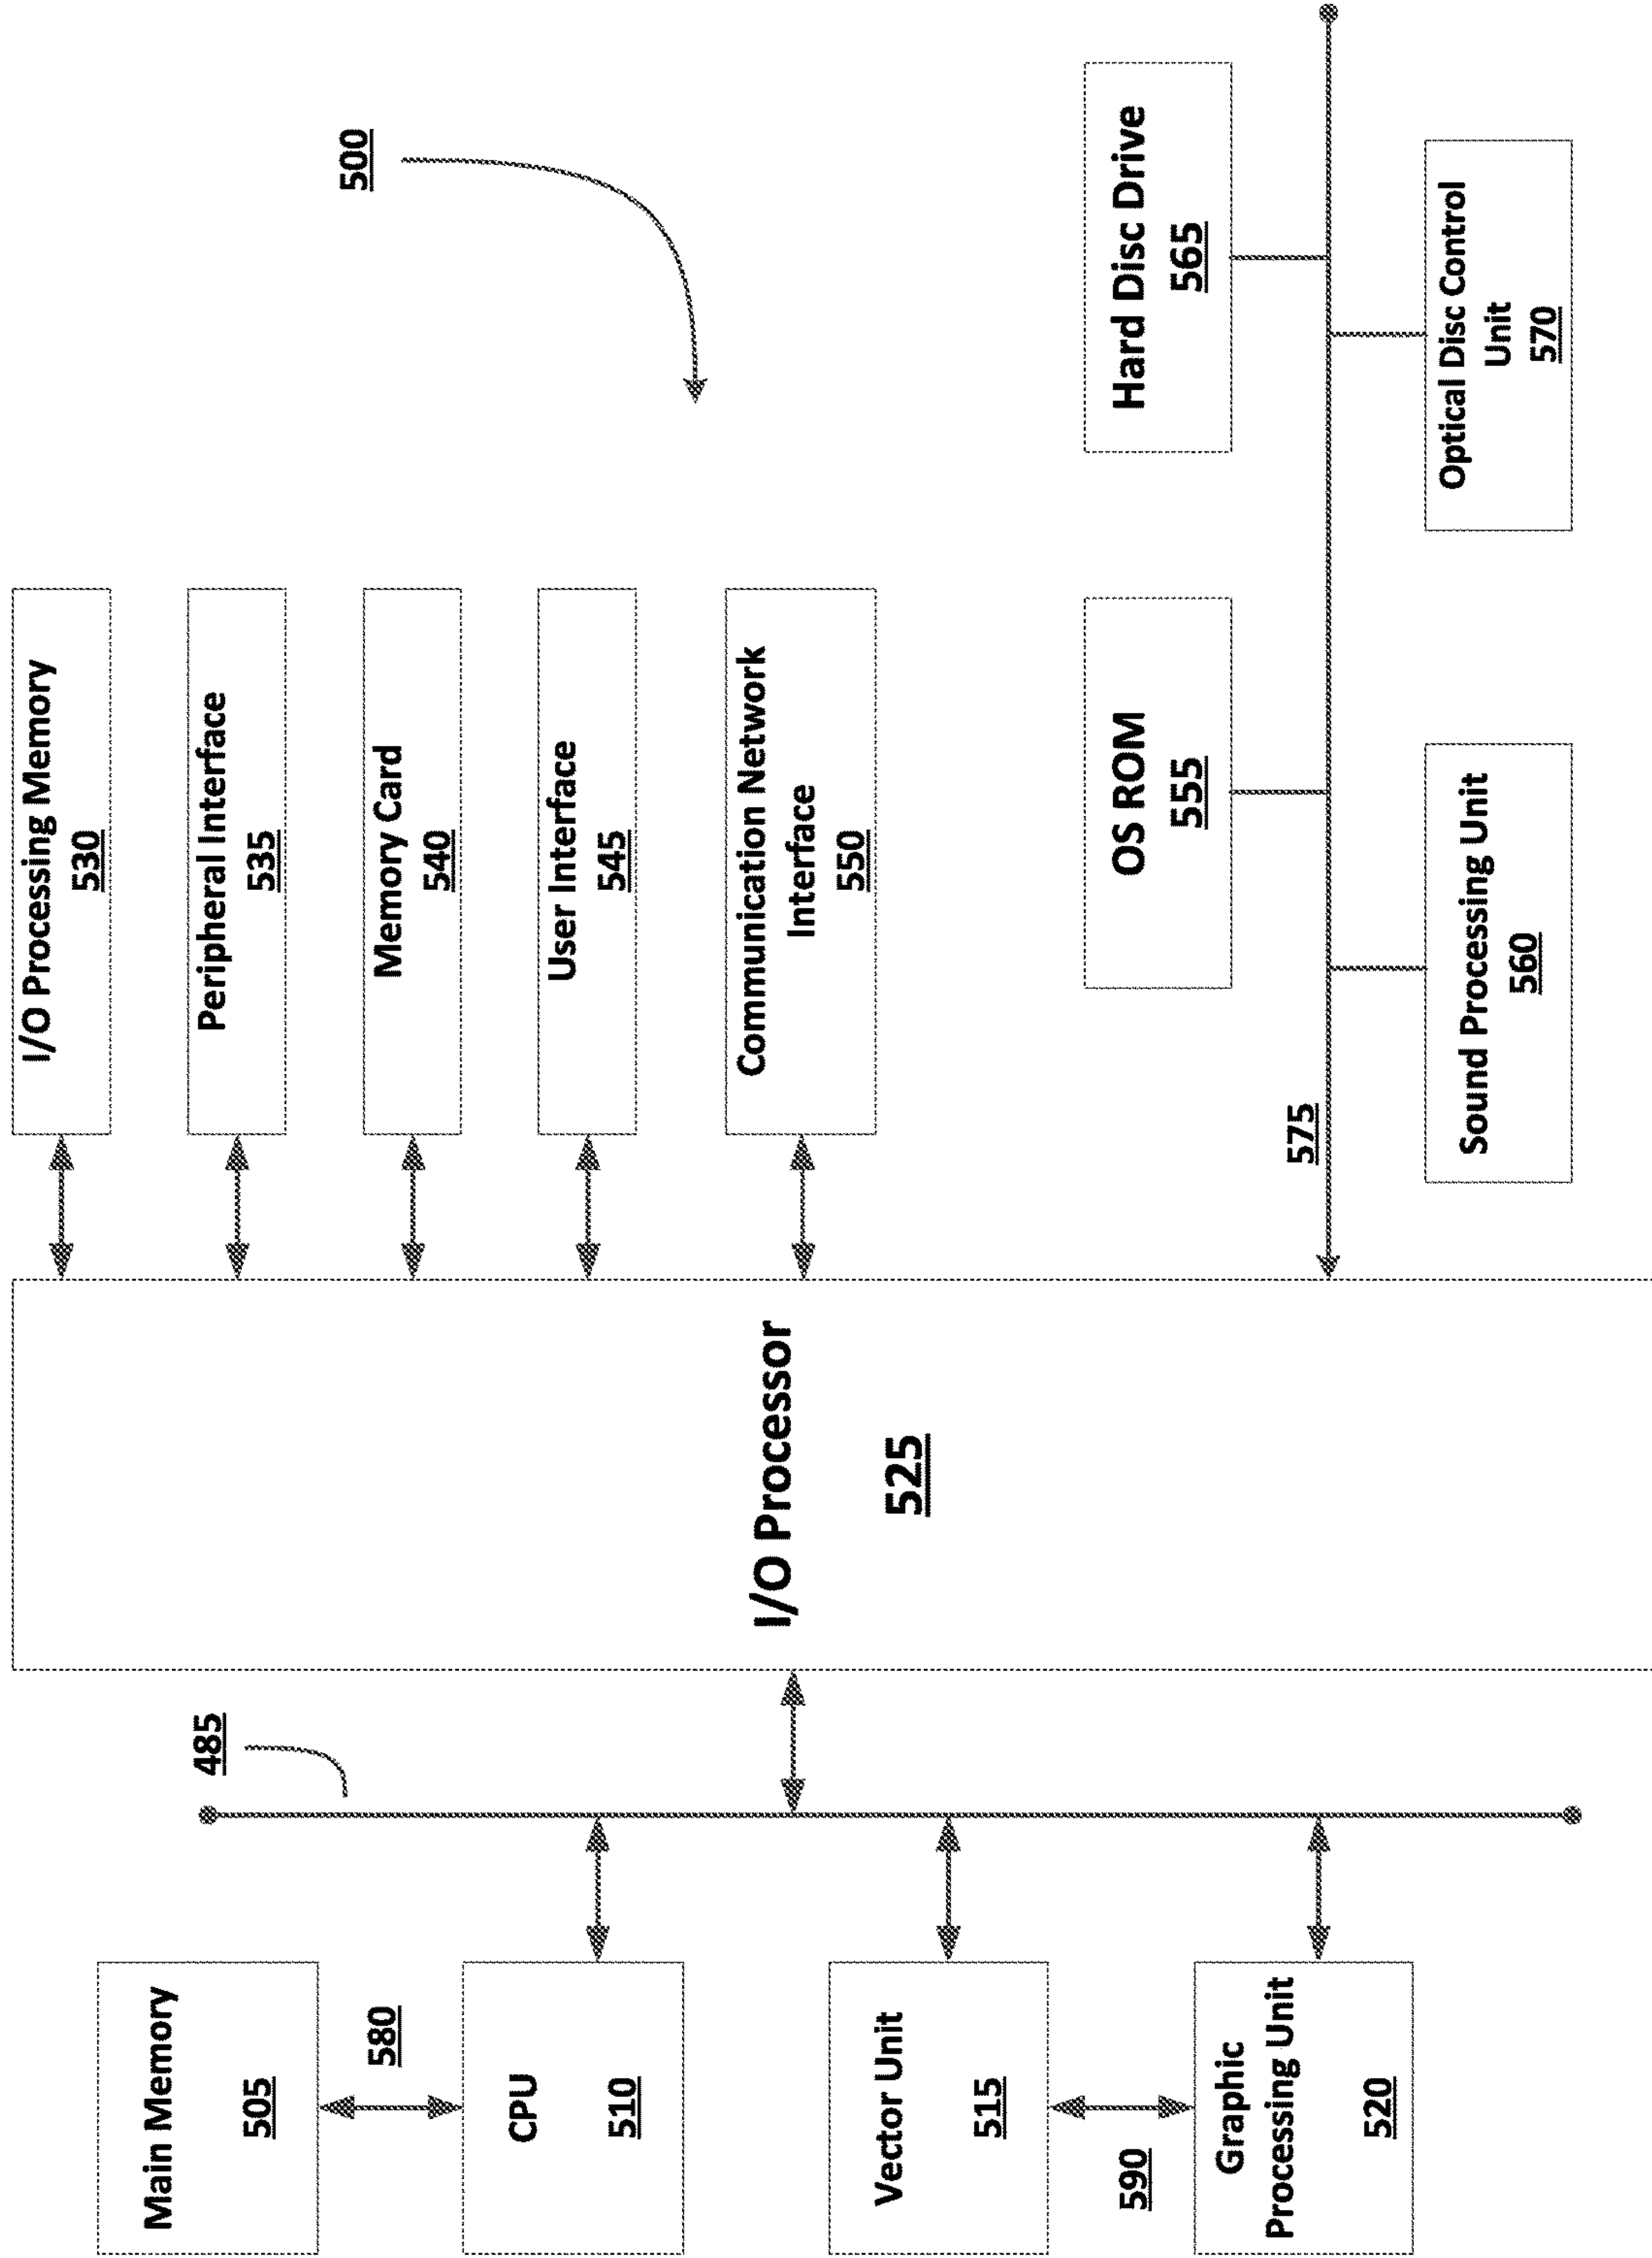 Main Memory
505
580
CPU
510
Vector Unit
515
590
Graphic
Processing Unit
520
485
I/O Processor
525
I/O Processing Memory
530
Peripheral Interface
535
Memory Card
540
User Interface
545
Communication Network
Interface
550
500
575
OS ROM
555
Hard Disc Drive
565
Sound Processing Unit
560
Optical Disc Control
Unit
570